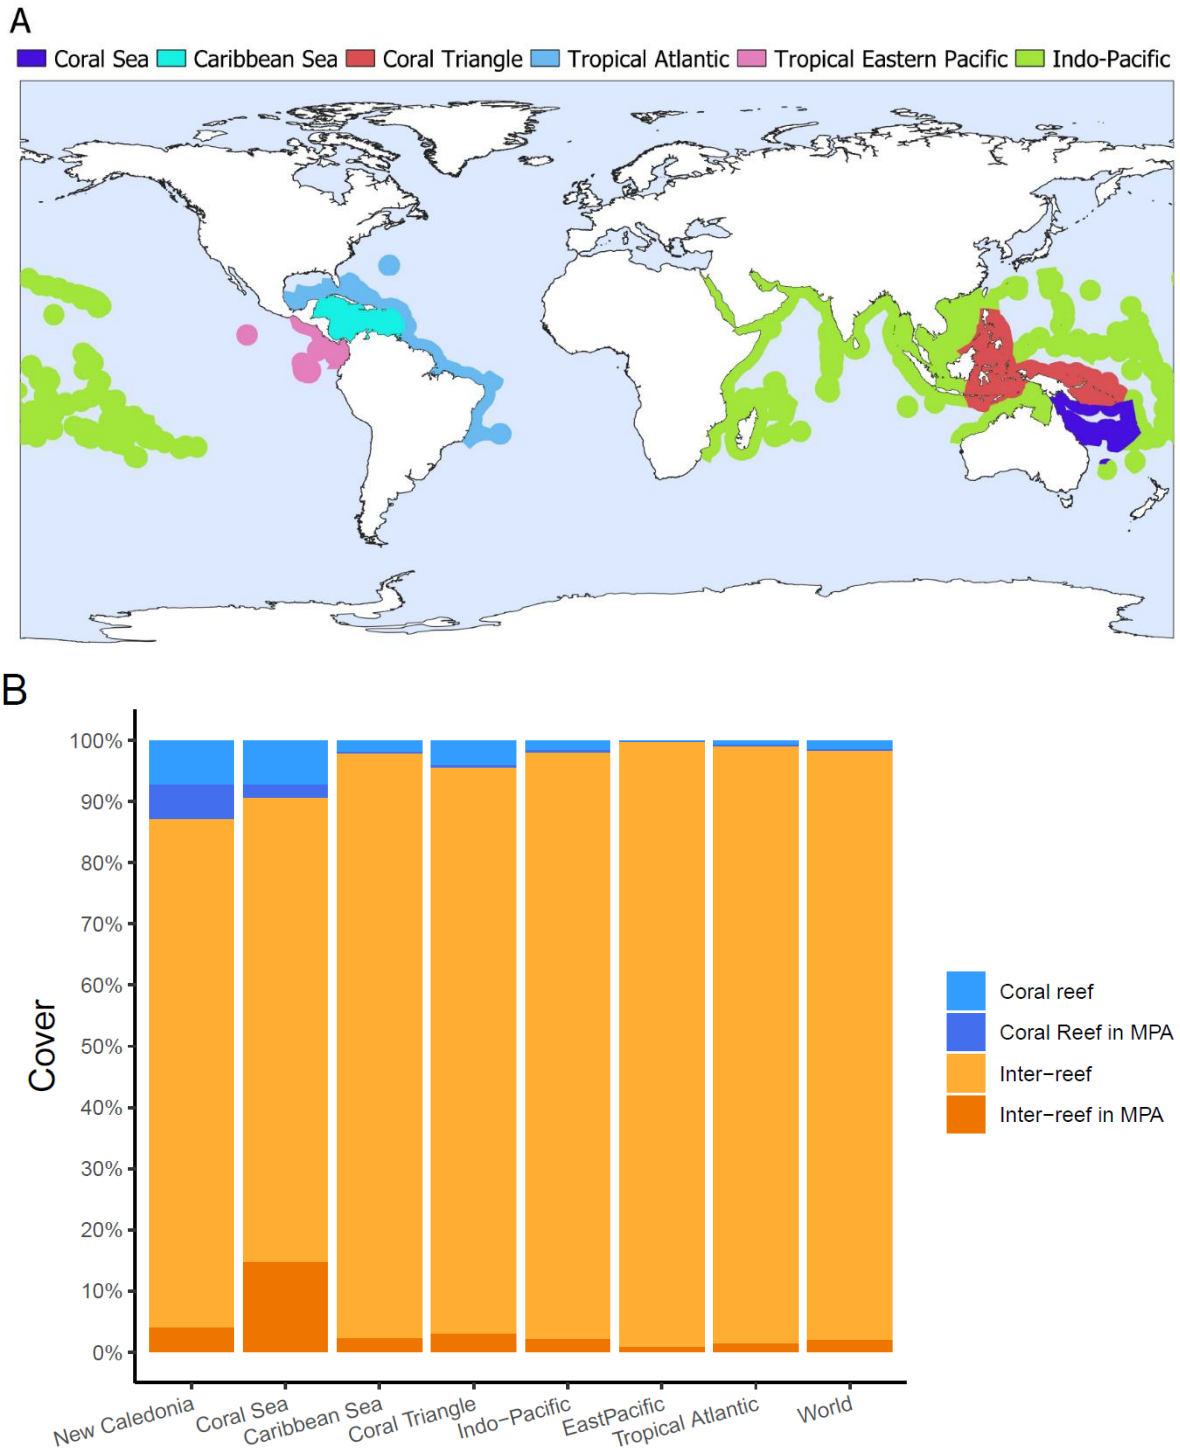 A
Coral Sea Caribbean Sea Coral Triangle Tropical Atlantic Tropical Eastern Pacific Indo-Pacific
B
100%
90%
80%
70%
60%
50%
40%
30%
20%
10%
0%
Cover
Coral reef
Coral Reef in MPA
Inter-reef
Inter-reef in MPA
New Caledonia
Coral Sea
Caribbean Sea
Coral Triangle
Indo-Pacific
EastPacific
Tropical Atlantic
World